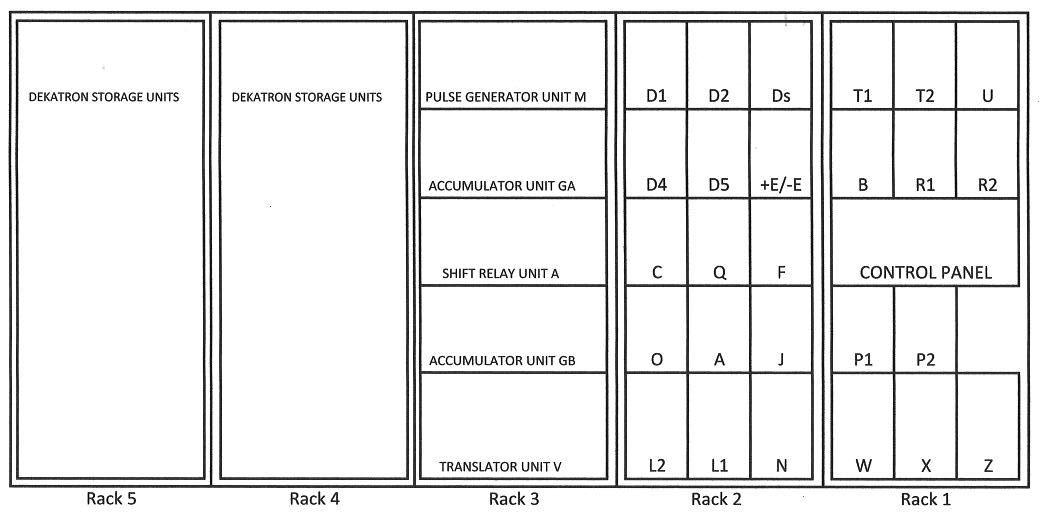 DEKATRON STORAGE UNITS
DEKATRON STORAGE UNITS
PULSE GENERATOR UNIT M
ACCUMULATOR UNIT GA
SHIFT RELAY UNIT A
ACCUMULATOR UNIT GB
TRANSLATOR UNIT V
D1 D2 Ds
D4 D5 +E/-E
C Q F
O A J
L2 L1 N
T1 T2 U
B R1 R2
CONTROL PANEL
P1 P2
W X Z
Rack 5 Rack 4 Rack 3 Rack 2 Rack 1